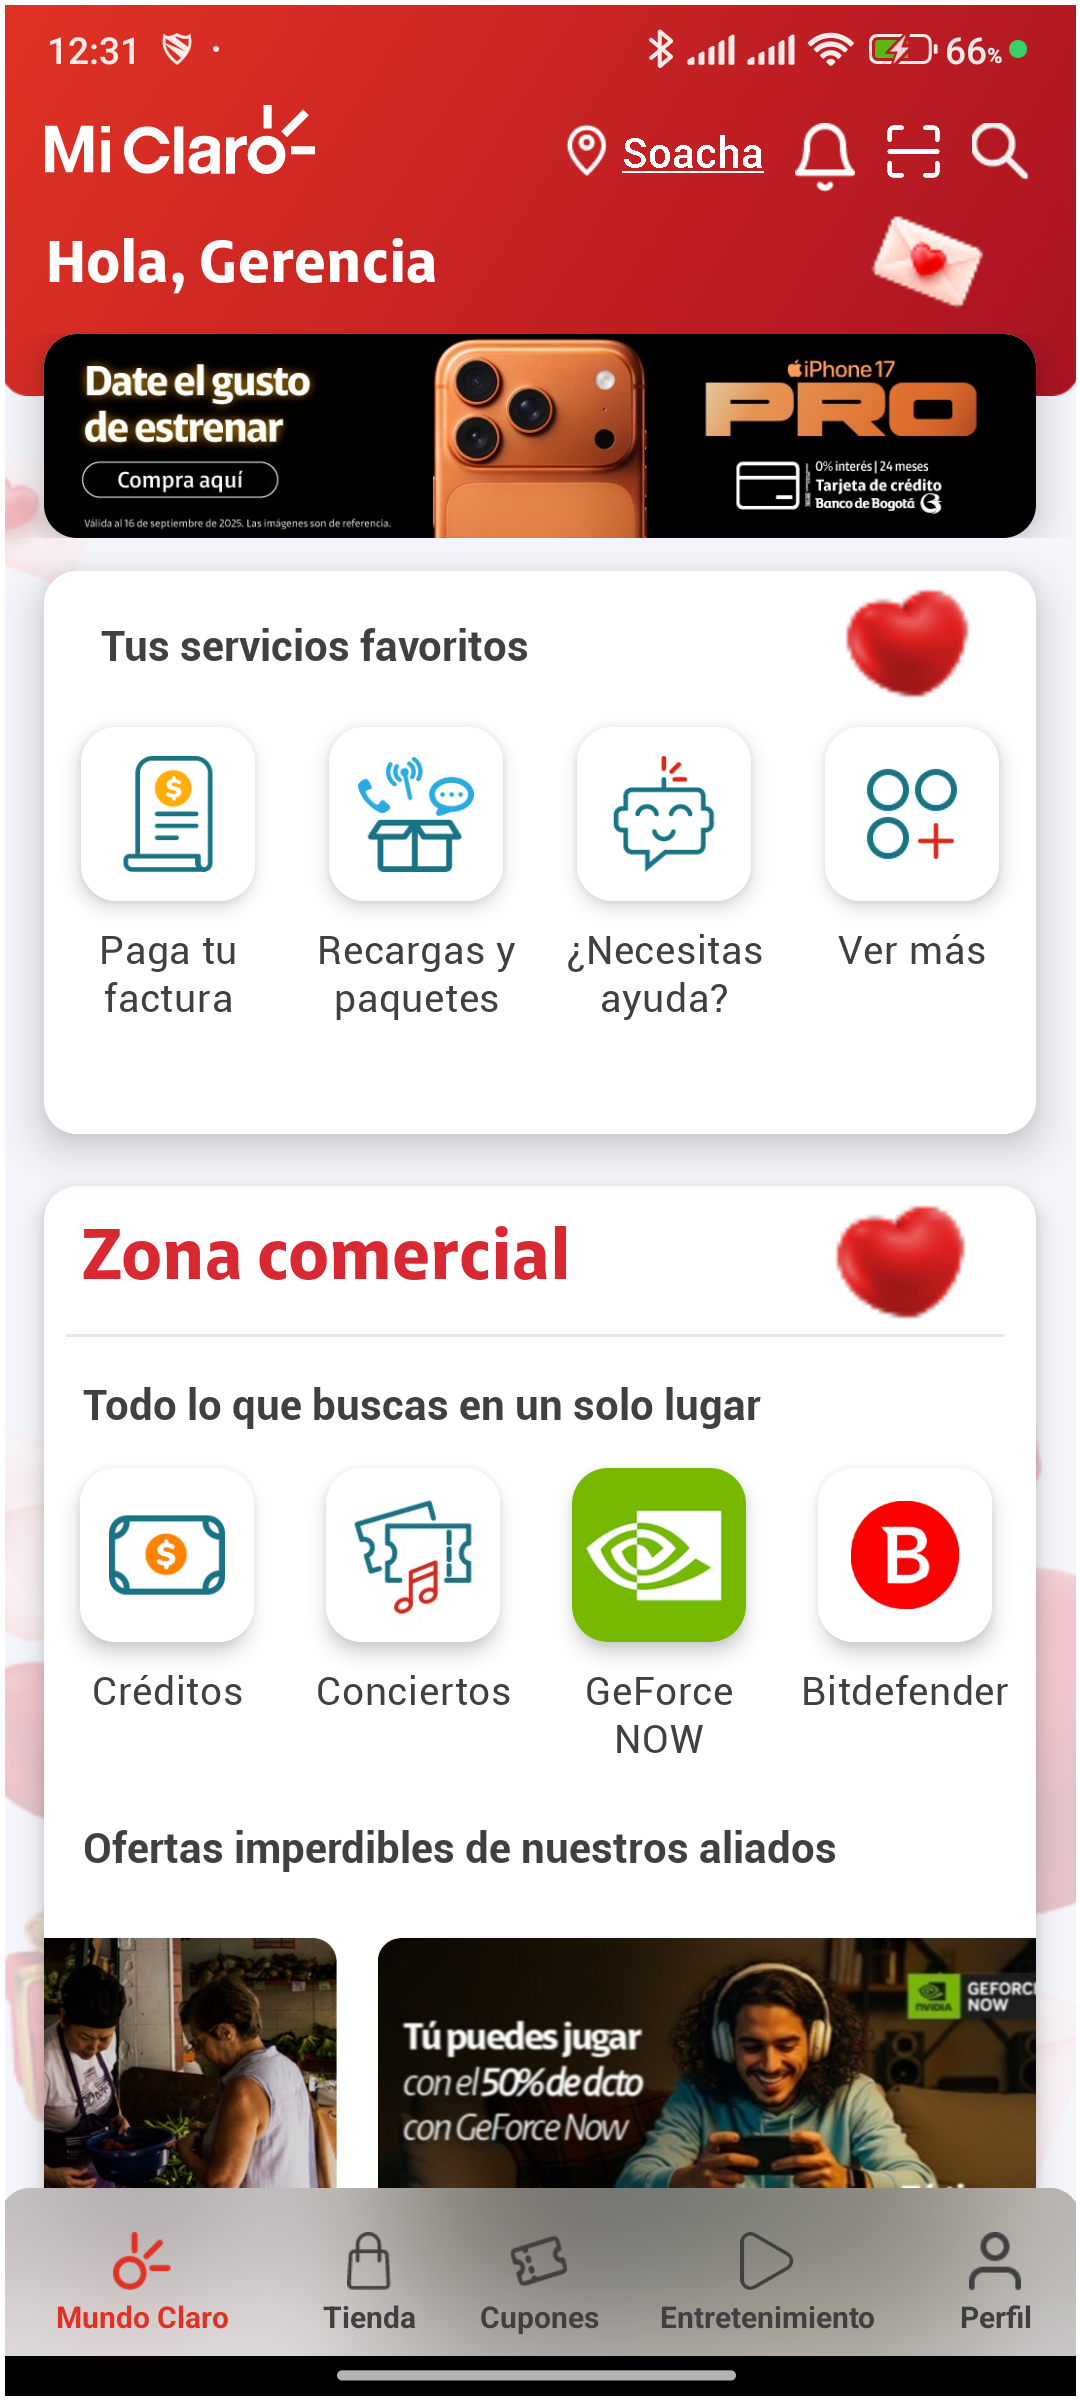 12:31
66%
Mi Claro
Soacha
Hola, Gerencia
Date el gusto
de estrenar
Compra aquí
Válida al 16 de septiembre de 2025. Las imágenes son de referencia.
iPhone 17
PRO
0% interés | 24 meses
Tarjeta de crédito
Banco de Bogotá
Tus servicios favoritos
Paga tu
factura
Recargas y
paquetes
¿Necesitas
ayuda?
Ver más
Zona comercial
Todo lo que buscas en un solo lugar
B
Créditos
Conciertos
GeForce
NOW
Bitdefender
Ofertas imperdibles de nuestros aliados
Tú puedes jugar
con el 50% de dcto
con GeForce Now
NVIDIA
GEFORC
NOW
Mundo Claro
Tienda
Cupones
Entretenimiento
Perfil